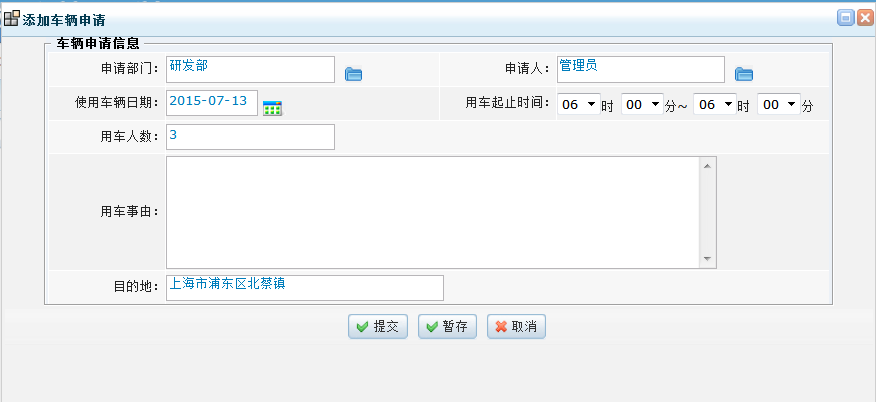 添加车辆申请
车辆申请信息
申请部门： 研发部 申请人： 管理员
使用车辆日期： 2015-07-13 用车起止时间： 06 时 00 分~ 06 时 00 分
用车人数： 3
用车事由：
目的地： 上海市浦东区北蔡镇
提交 暂存 取消